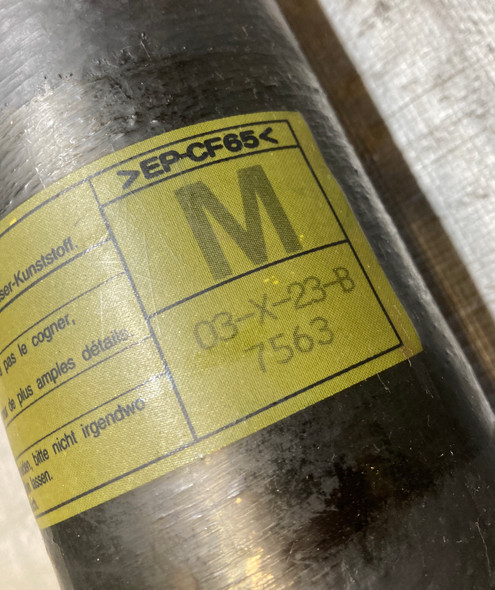 >EP-CF65<
M
03-X-23-B
7563
ser-Kunststoff.
pas le cogner,
de plus amples détails.
bitte nicht irgendwo
lassen.